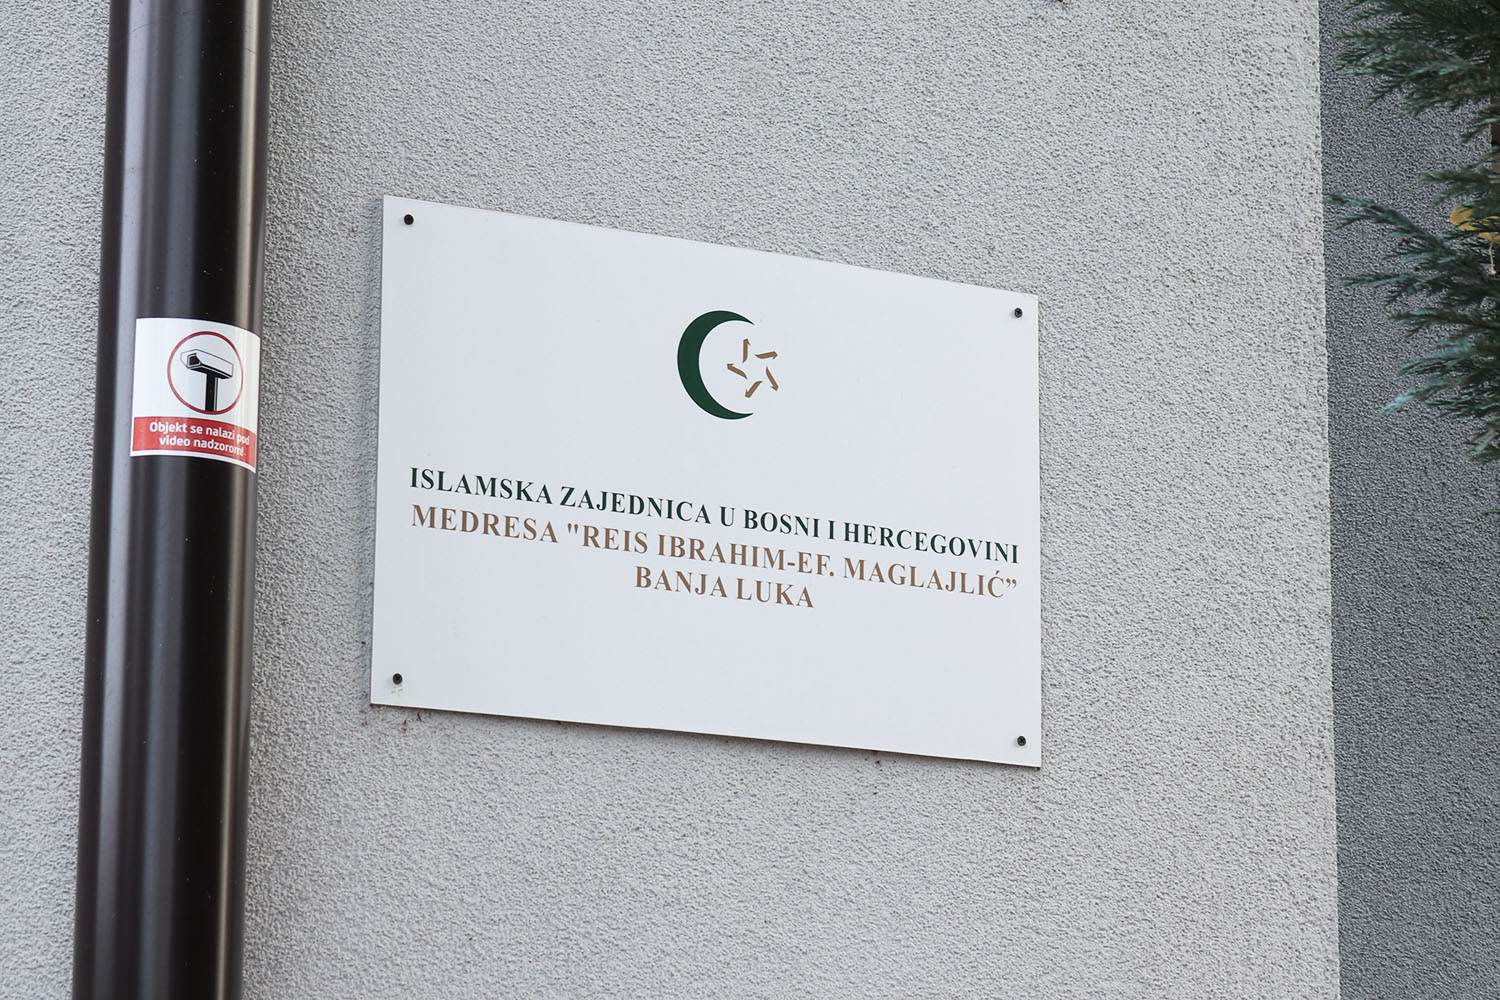 Objekt se nalazi pod
video nadzorom!
ISLAMSKA ZAJEDNICA U BOSNI I HERCEGOVINI
MEDRESA "REIS IBRAHIM-EF. MAGLAJLIĆ”
BANJA LUKA